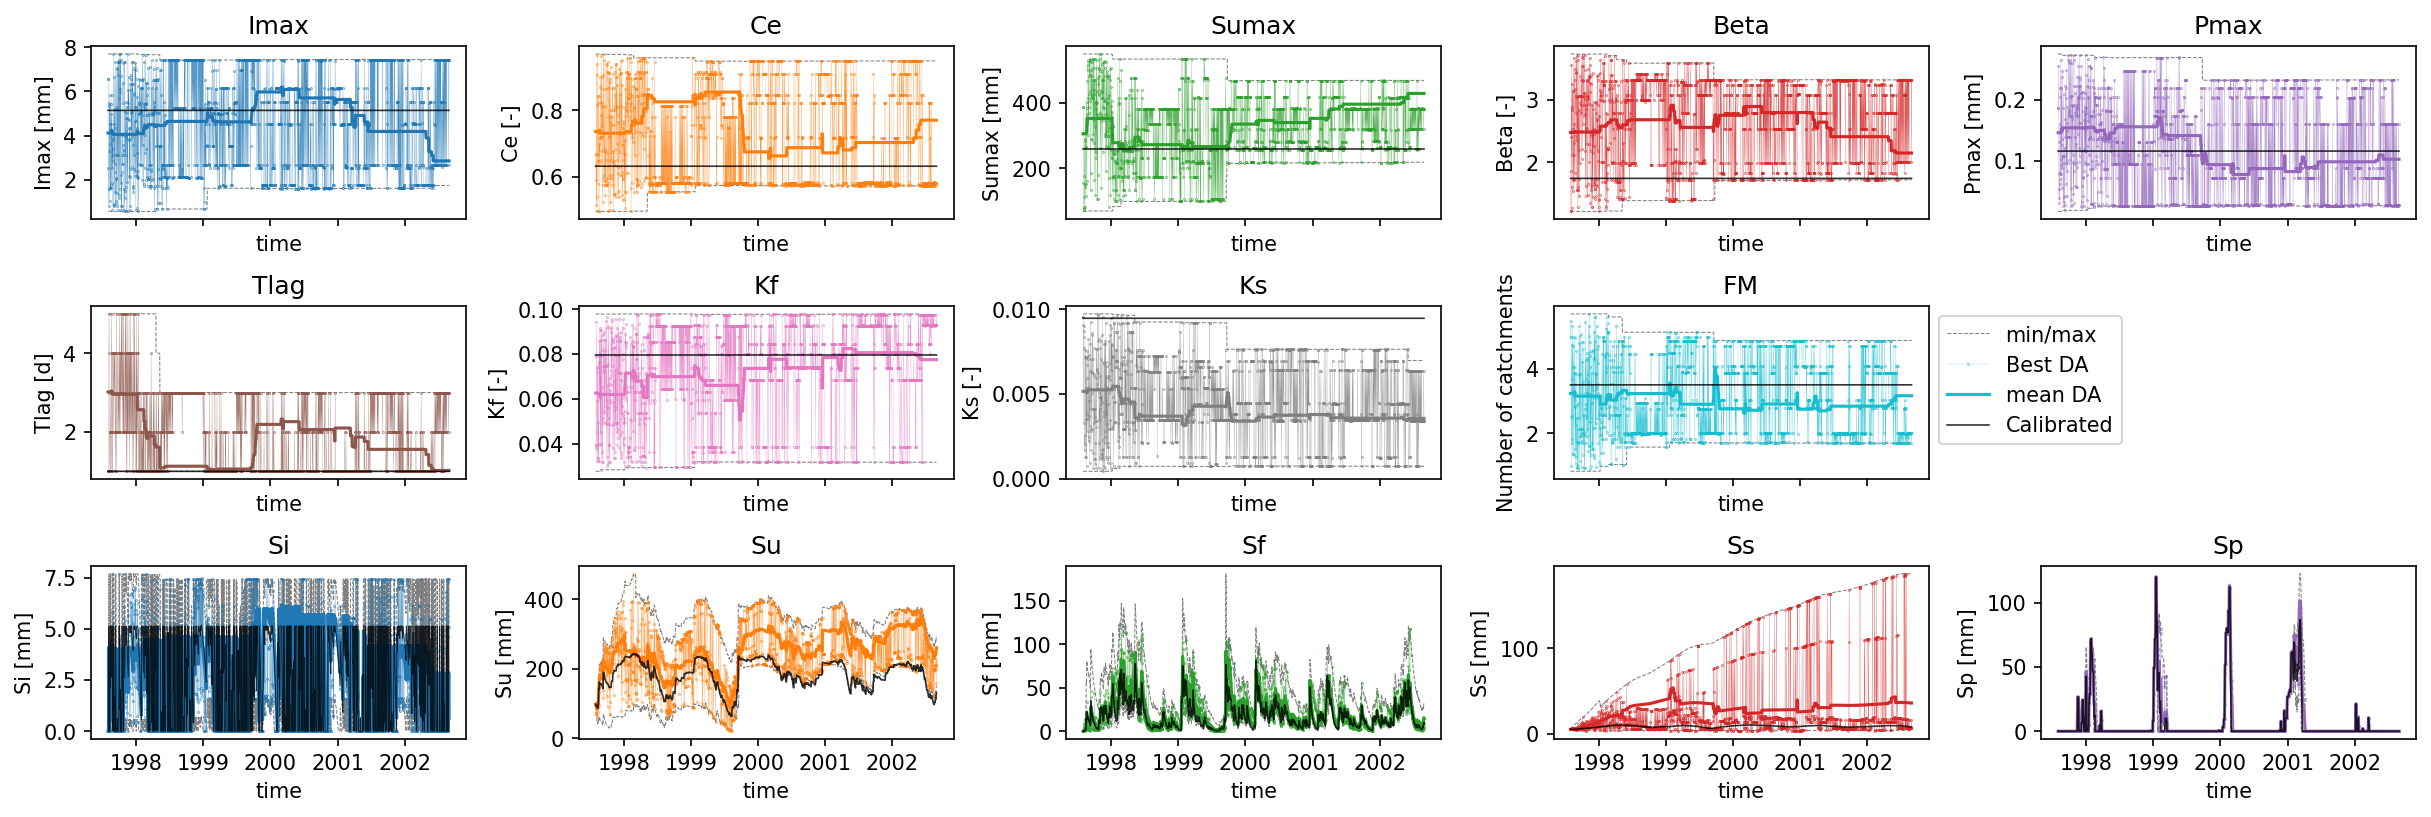 Imax
Ce
Sumax
Beta
Pmax
Imax [mm]
8
6
4
2
time
Ce [-]
0.8
0.6
time
Sumax [mm]
400
200
time
Beta [-]
3
2
time
Pmax [mm]
0.2
0.1
time
Tlag
Kf
Ks
FM
Tlag [d]
4
2
time
Kf [-]
0.10
0.08
0.06
0.04
time
Ks [-]
0.010
0.005
0.000
time
Number of catchments
4
2
time
min/max
Best DA
mean DA
Calibrated
Si
Su
Sf
Ss
Sp
Si [mm]
7.5
5.0
2.5
0.0
1998 1999 2000 2001 2002
time
Su [mm]
400
200
0
1998 1999 2000 2001 2002
time
Sf [mm]
150
100
50
0
1998 1999 2000 2001 2002
time
Ss [mm]
100
0
1998 1999 2000 2001 2002
time
Sp [mm]
100
50
0
1998 1999 2000 2001 2002
time